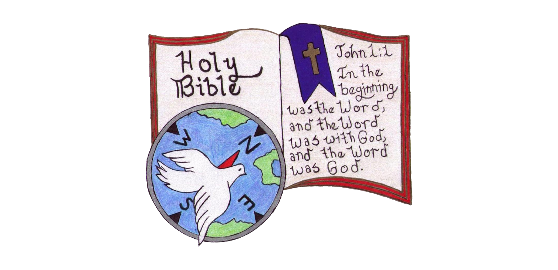 Holy
Bible
John 1:1
In the
beginning
was the Word,
and the Word
was with God,
and the Word
was God.
N
W
E
S